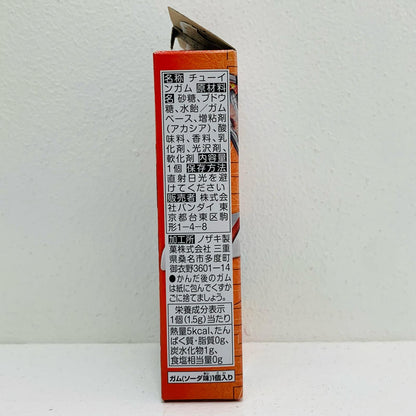 名称 チューイ
ンガム 原材料
名 砂糖、ブドウ
糖、水飴／ガム
ベース、増粘剤
(アカシア)、酸
味料、香料、乳
化剤、光沢剤、
軟化剤 内容量
1個 保存方法
直射日光を避
けてください
販売者 株式会
社バンダイ 東
京都台東区駒
形1-4-8
加工所 ノザキ製
菓株式会社 三重
県桑名市多度町
御衣野3601-14
●かんだ後のガム
は紙に包んでくずか
ごに捨てましょう。
栄養成分表示
1個(1.5g)当たり
熱量5kcal、たん
ぱく質・脂質0g、
炭水化物1g、
食塩相当量0g
ガム(ソーダ味)1個入り